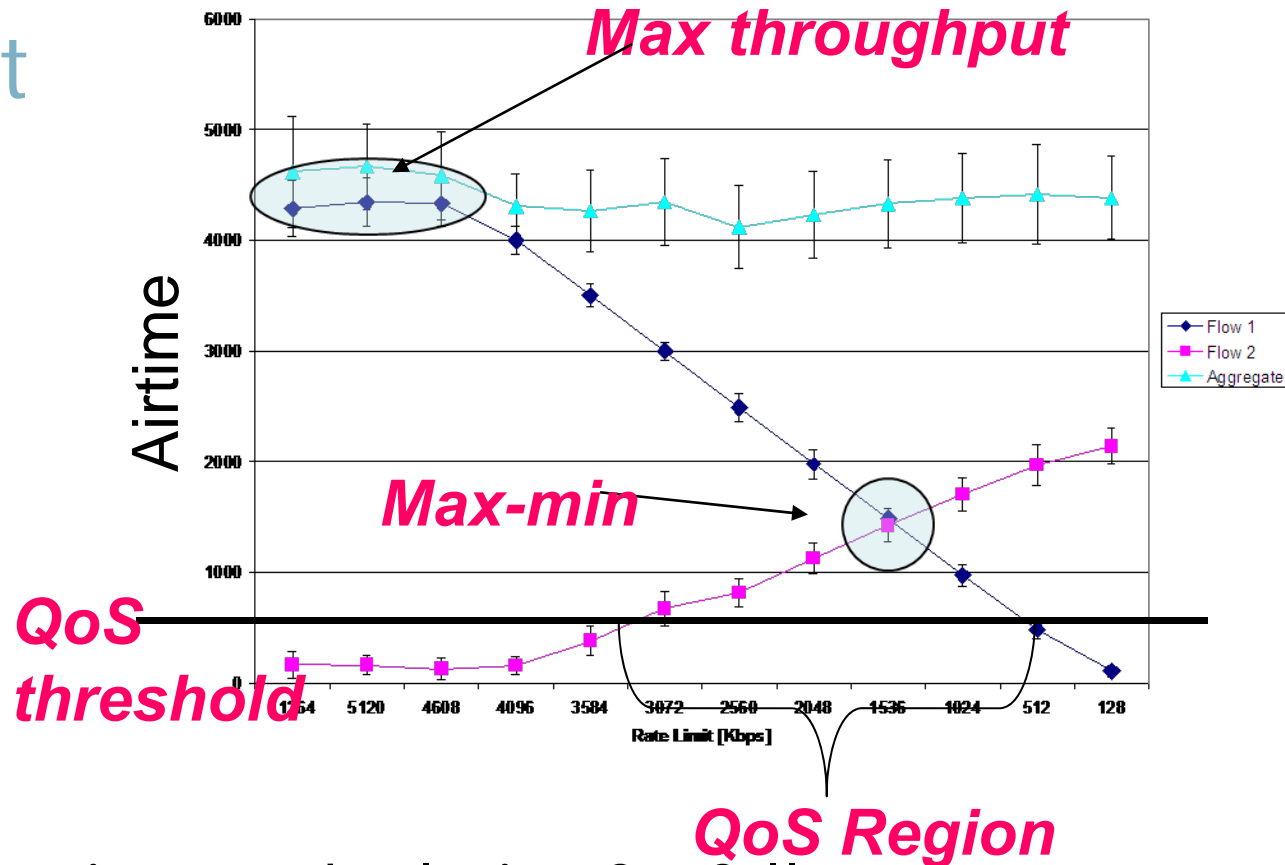 t
Max throughput
6000
5000
4000
3000
2000
1000
0
Airtime
Flow 1
Flow 2
Aggregate
Max-min
QoS
threshold
5120 4608 4096 3584 3072 2560 2048 1536 1024 512 128
Rate Limit [Kbps]
QoS Region